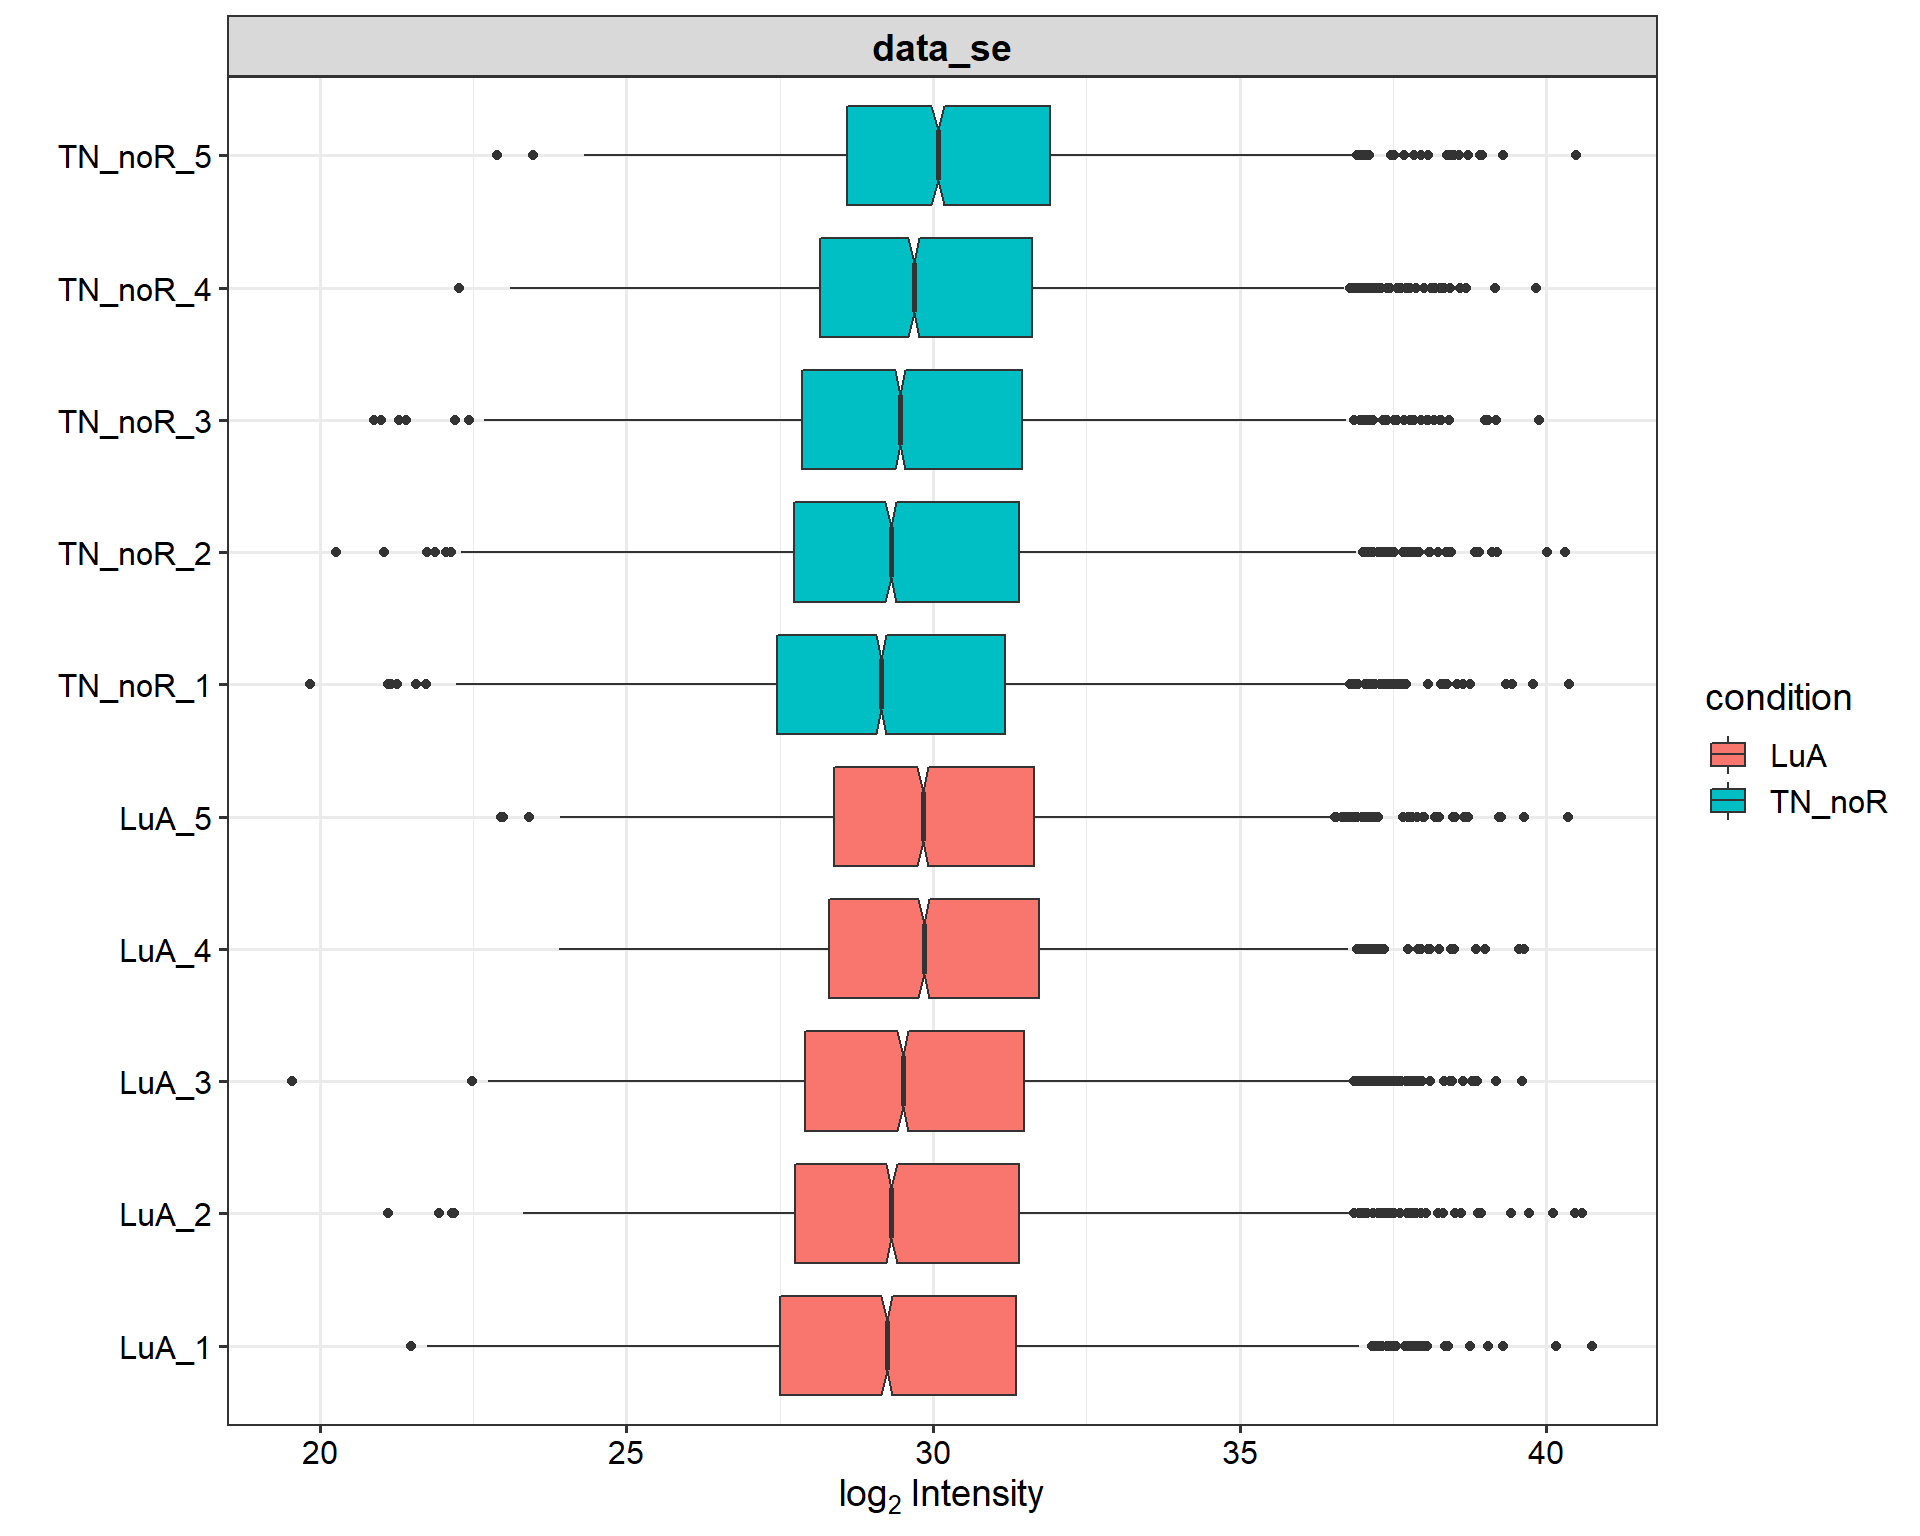 data_se
TN_noR_5
TN_noR_4
TN_noR_3
TN_noR_2
TN_noR_1
LuA_5
LuA_4
LuA_3
LuA_2
LuA_1
20 25 30 35 40
log₂ Intensity
condition
LuA
TN_noR